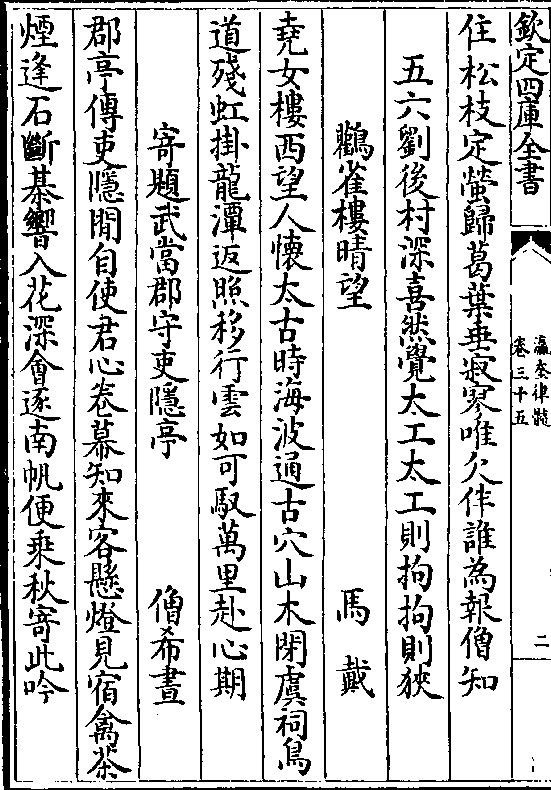 欽定四庫全書
瀛奎律髓
卷三十五
二
住松枝定螢歸葛葉垂寂寥唯欠伴誰為報僧知
五六劉後村深喜然覺太工太工則拘拘則狹
鸛雀樓晴望
馬戴
堯女樓西望人懷太古時海波通古穴山木閉虞祠鳥
道殘虹掛龍潭返照移行雲如可馭萬里赴心期
寄題武當郡守吏隱亭
僧希晝
郡亭傳吏隱閒自使君心卷幕知來客懸燈見宿禽茶
煙逢石斷棊響入花深會逐南帆便乗秋寄此吟